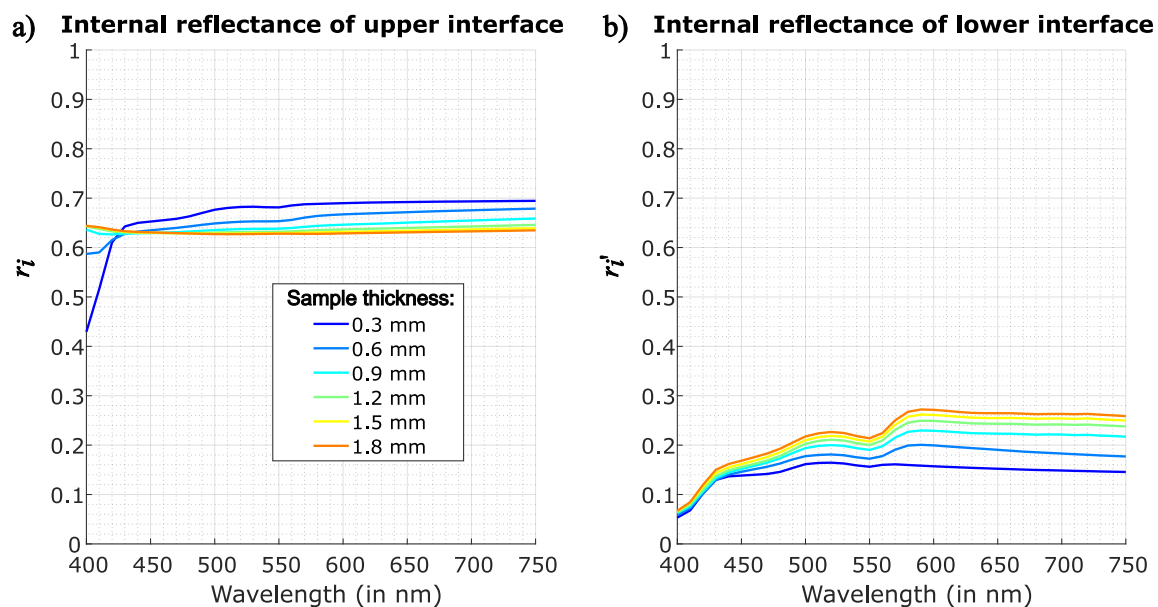 a) Internal reflectance of upper interface
1
0.9
0.8
0.7
0.6
0.5
0.4
0.3
0.2
0.1
0
400 450 500 550 600 650 700 750
Wavelength (in nm)
ri
Sample thickness:
0.3 mm
0.6 mm
0.9 mm
1.2 mm
1.5 mm
1.8 mm
b) Internal reflectance of lower interface
1
0.9
0.8
0.7
0.6
0.5
0.4
0.3
0.2
0.1
0
400 450 500 550 600 650 700 750
Wavelength (in nm)
ri'